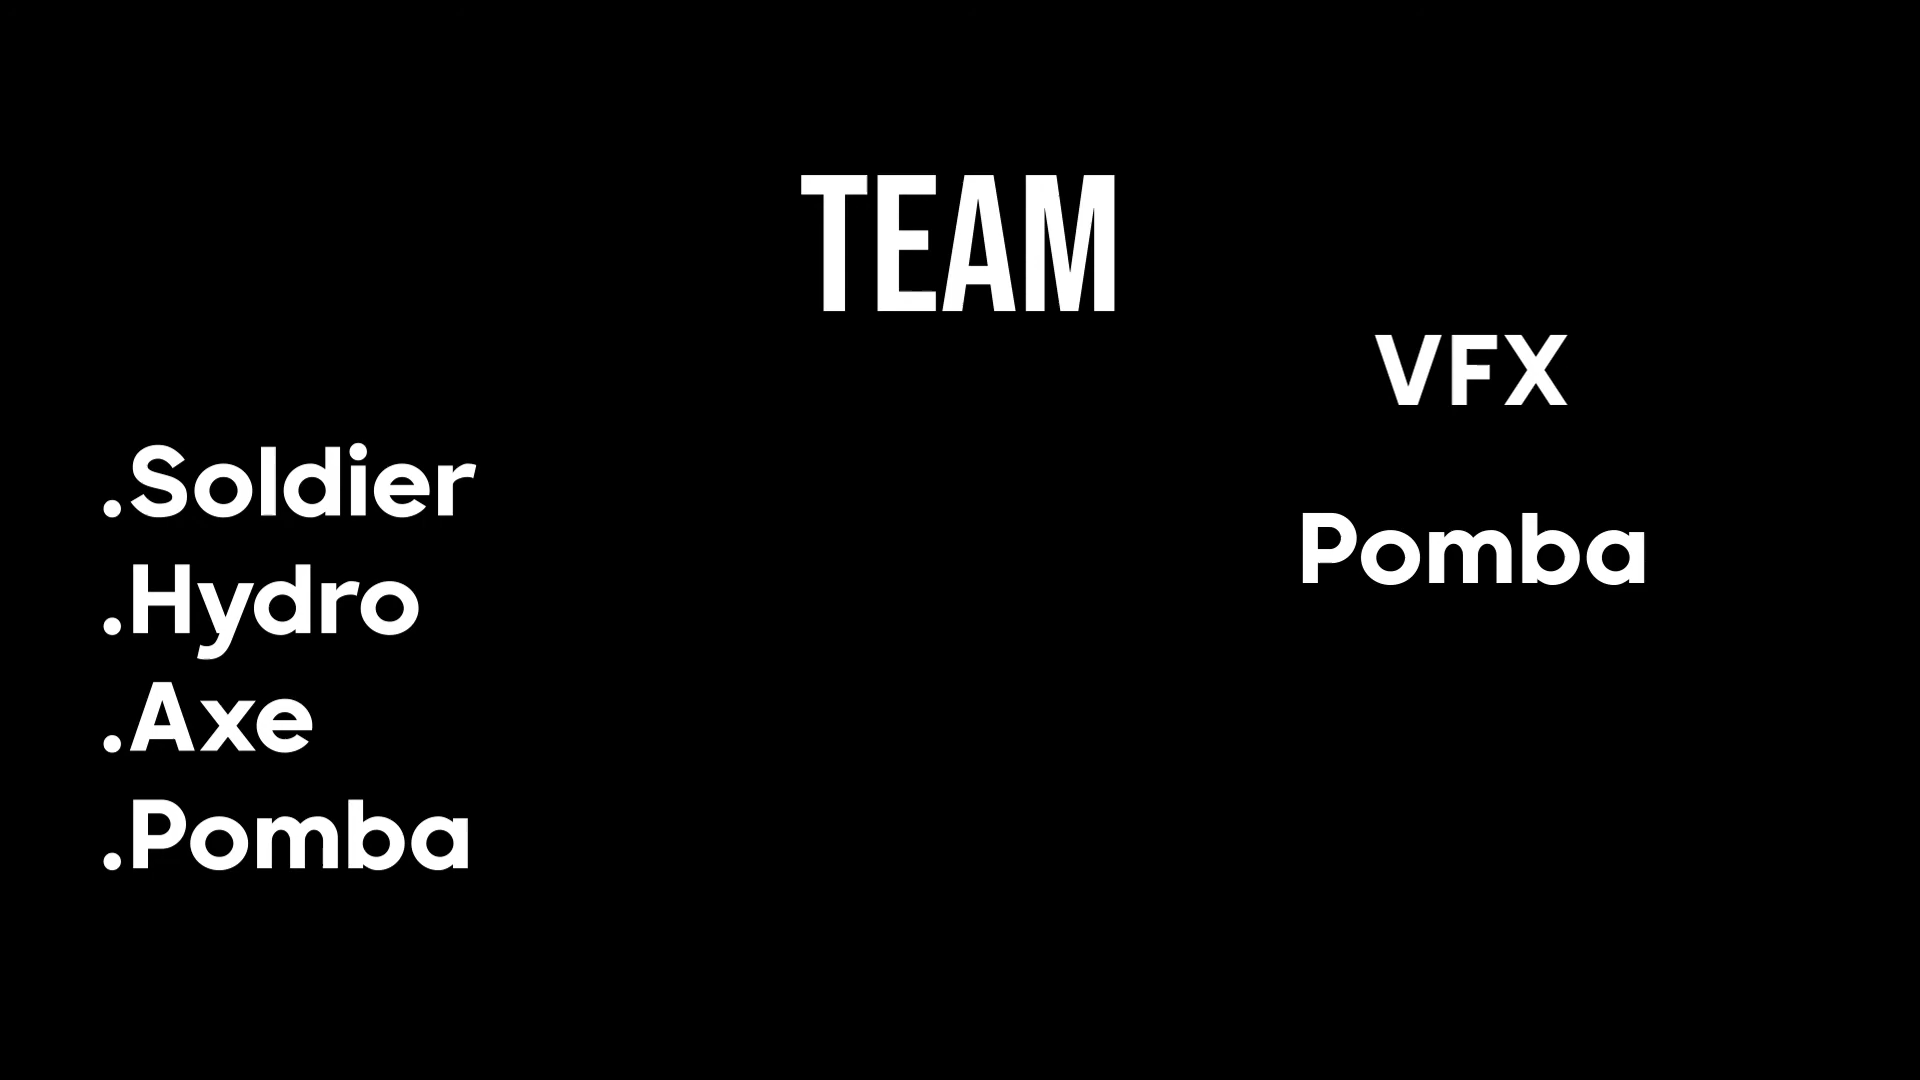 TEAM
VFX
.Soldier
.Hydro
.Axe
.Pomba
Pomba